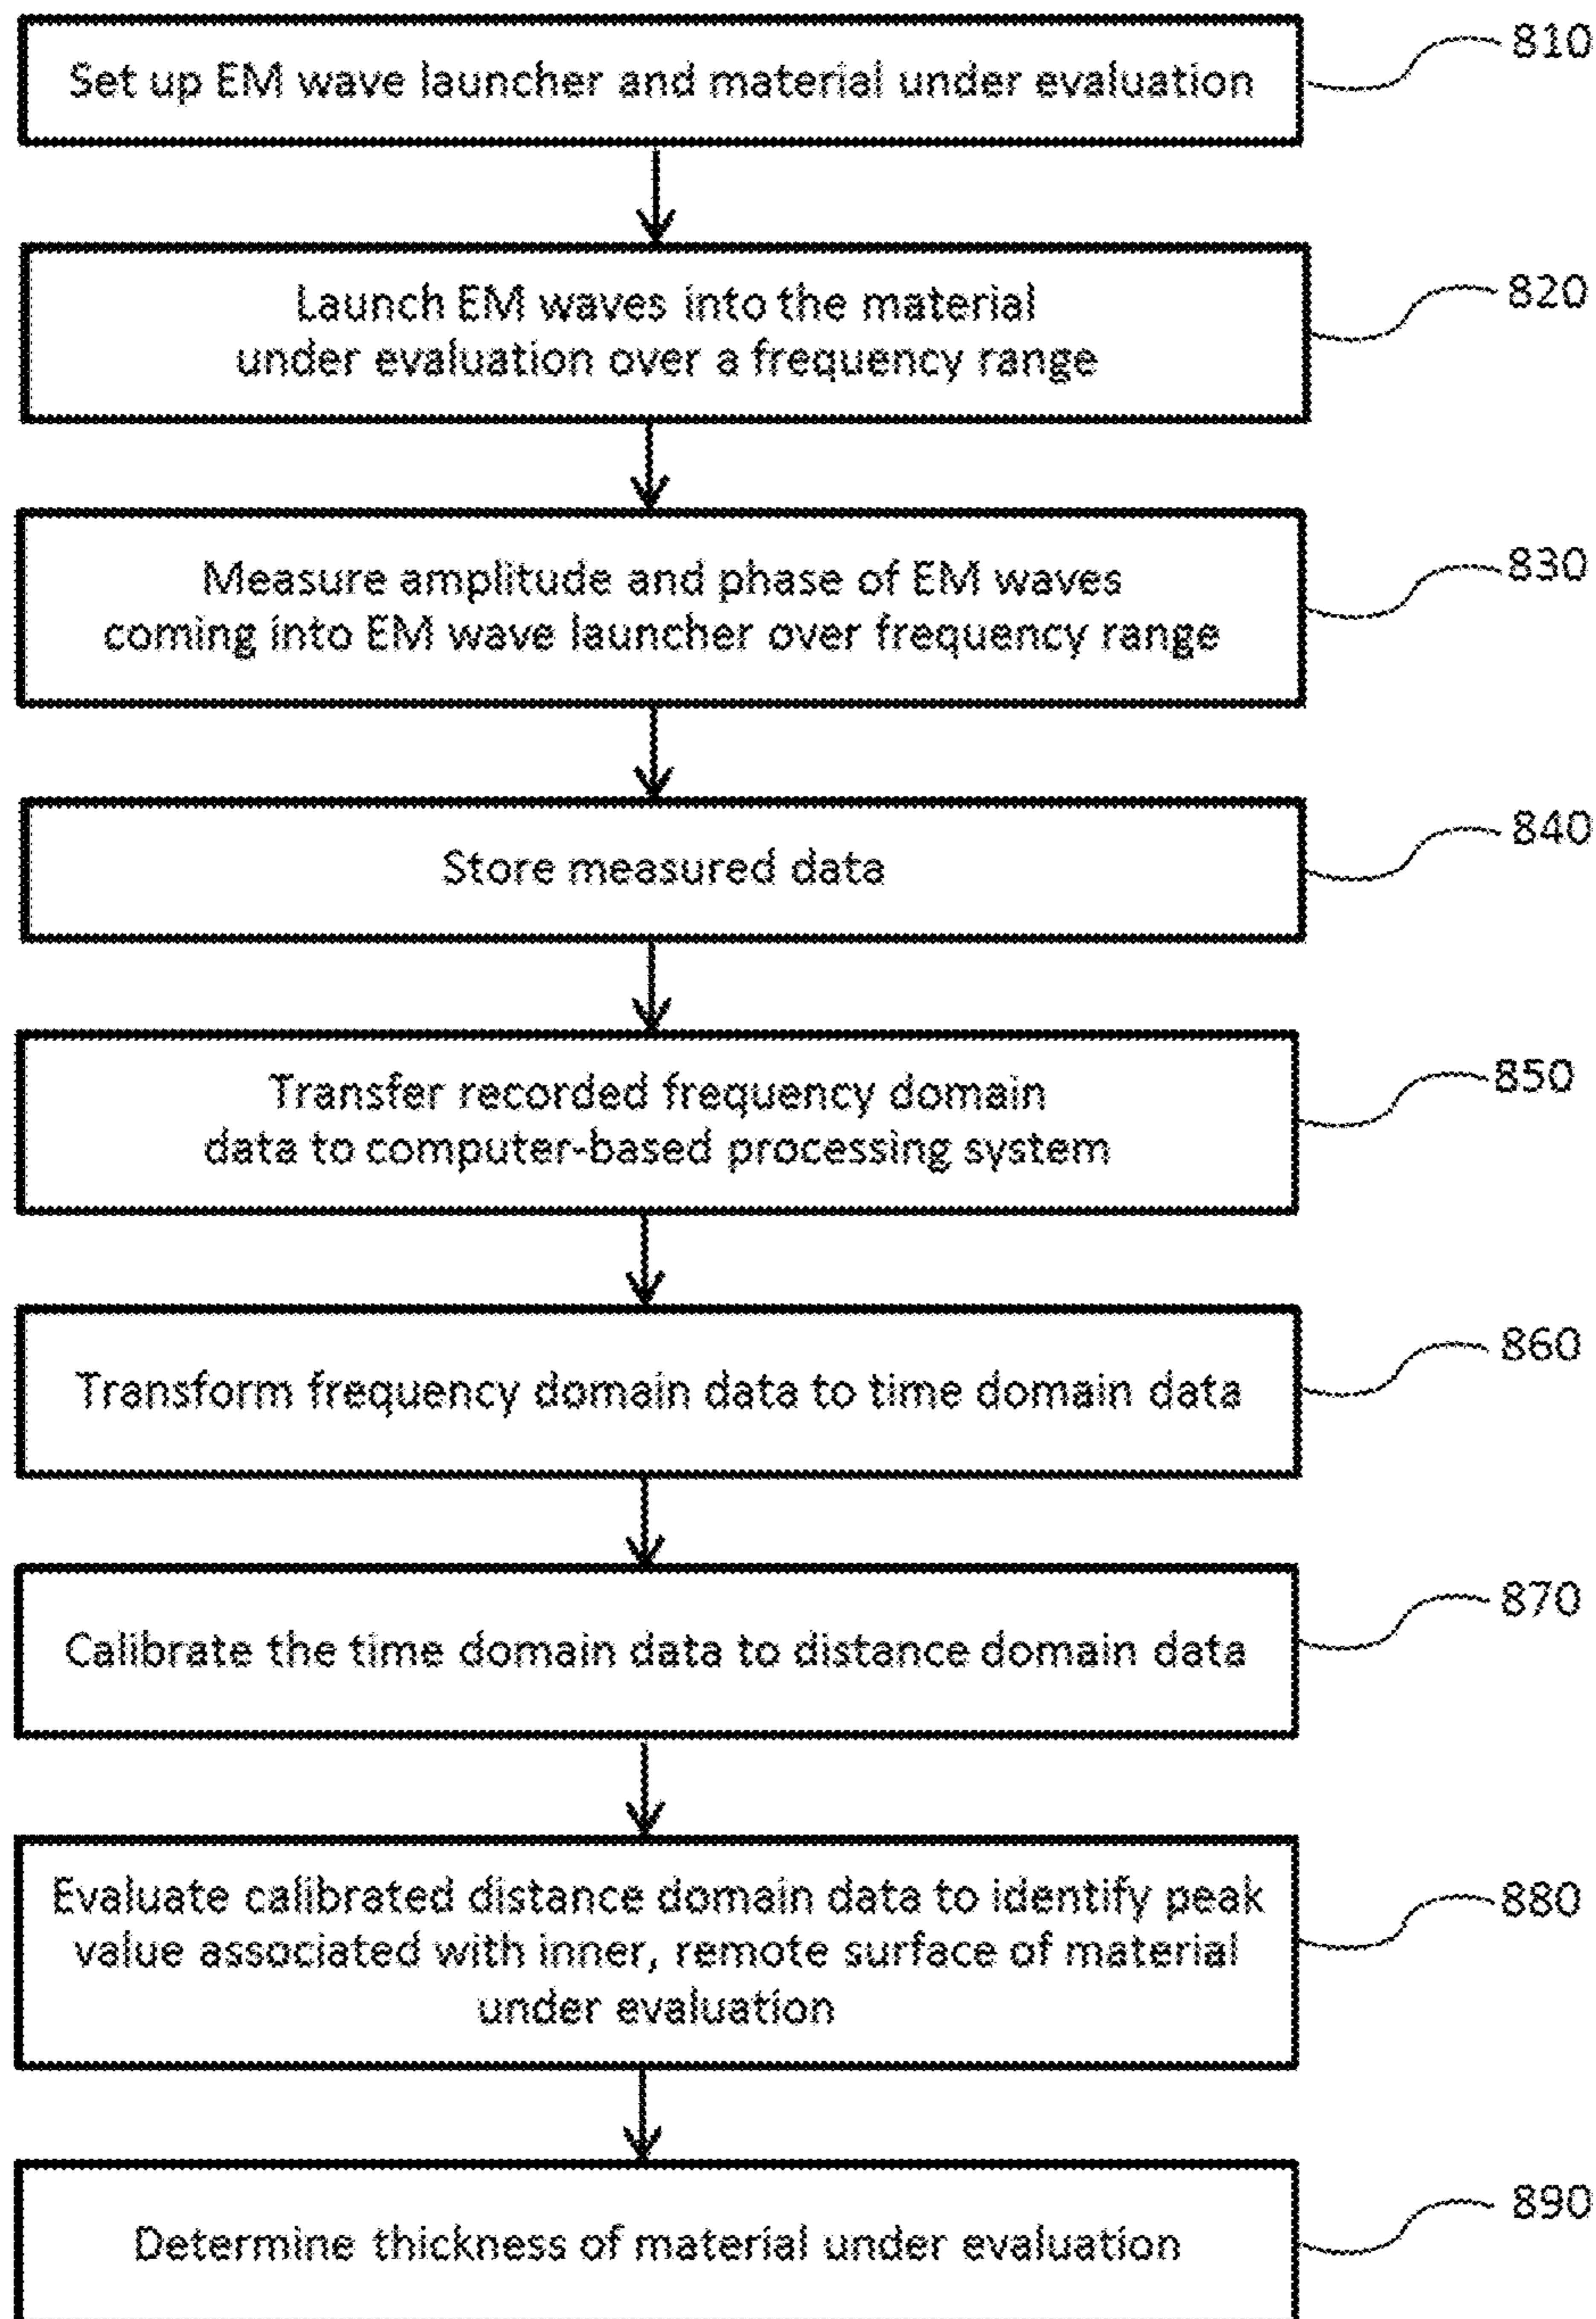 Set up EM wave launcher and material under evaluation
810
Launch EM waves into the material
under evaluation over a frequency range
820
Measure amplitude and phase of EM waves
coming into EM wave launcher over frequency range
830
Store measured data
840
Transfer recorded frequency domain
data to computer-based processing system
850
Transform frequency domain data to time domain data
860
Calibrate the time domain data to distance domain data
870
Evaluate calibrated distance domain data to identify peak
value associated with inner, remote surface of material
under evaluation
880
Determine thickness of material under evaluation
890